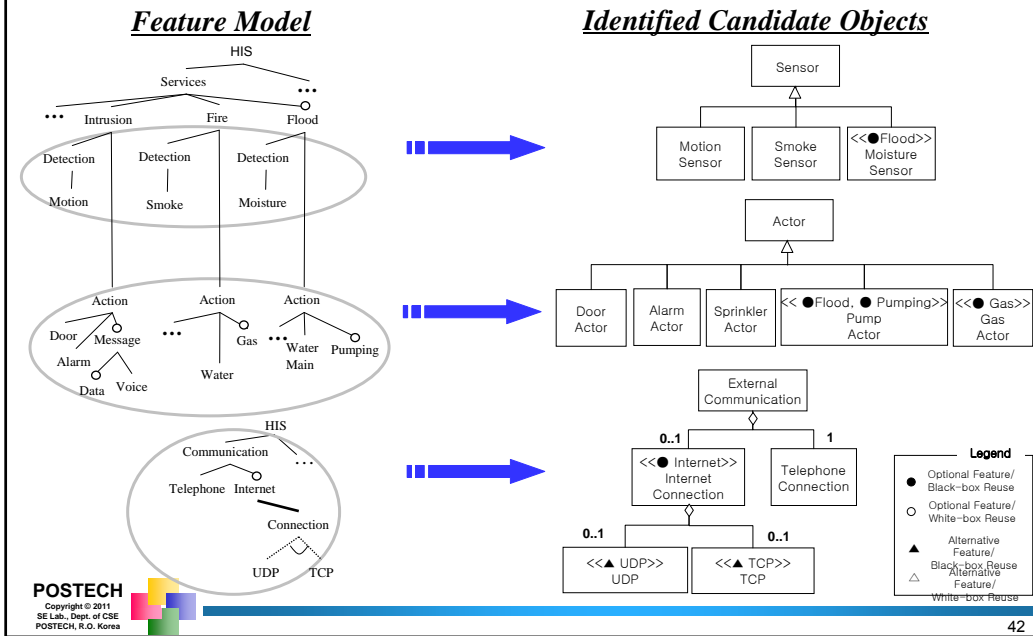 Feature Model
Identified Candidate Objects
HIS
Services
•••
•••
Intrusion
Fire
Flood
Detection
Detection
Detection
Motion
Smoke
Moisture
Action
Action
Action
Door
Message
•••
Gas
•••
Water
Main
Pumping
Alarm
Data
Voice
Water
HIS
Communication
...
Telephone
Internet
Connection
UDP
TCP
Sensor
Motion
Sensor
Smoke
Sensor
<<●Flood>>
Moisture
Sensor
Actor
Door
Actor
Alarm
Actor
Sprinkler
Actor
<< ●Flood, ● Pumping>>
Pump
Actor
<<● Gas>>
Gas
Actor
External
Communication
0..1
1
<<● Internet>>
Internet
Connection
Telephone
Connection
0..1
0..1
<<▲ UDP>>
UDP
<<▲ TCP>>
TCP
Legend
● Optional Feature/
Black-box Reuse
○ Optional Feature/
White-box Reuse
▲ Alternative
Feature/
Black-box Reuse
△ Alternative
Feature/
White-box Reuse
POSTECH
Copyright © 2011
SE Lab., Dept. of CSE
POSTECH, R.O. Korea
42